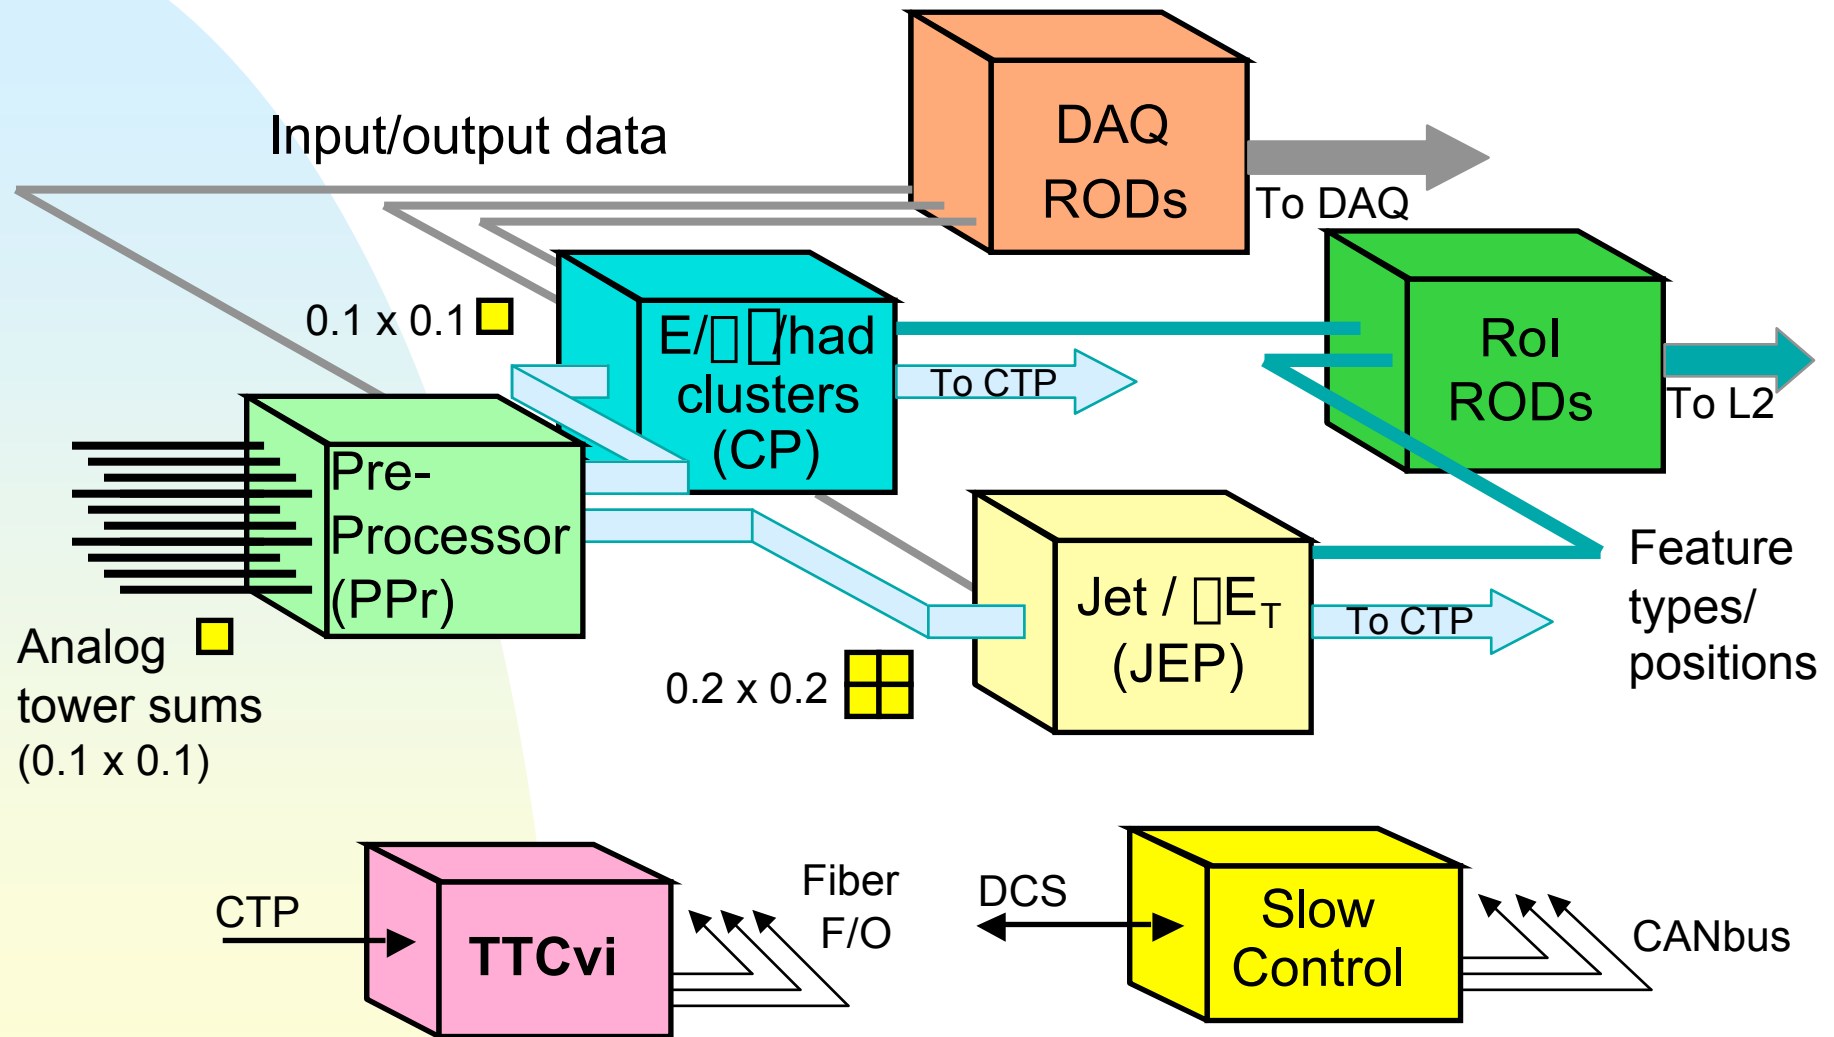 Input/output data
DAQ
RODs
To DAQ
0.1 x 0.1
E/▯ ▯/had
clusters
(CP)
To CTP
RoI
RODs
To L2
Pre-
Processor
(PPr)
Analog
tower sums
(0.1 x 0.1)
0.2 x 0.2
Jet / ▯ET
(JEP)
To CTP
Feature
types/
positions
CTP
TTCvi
Fiber
F/O
DCS
Slow
Control
CANbus